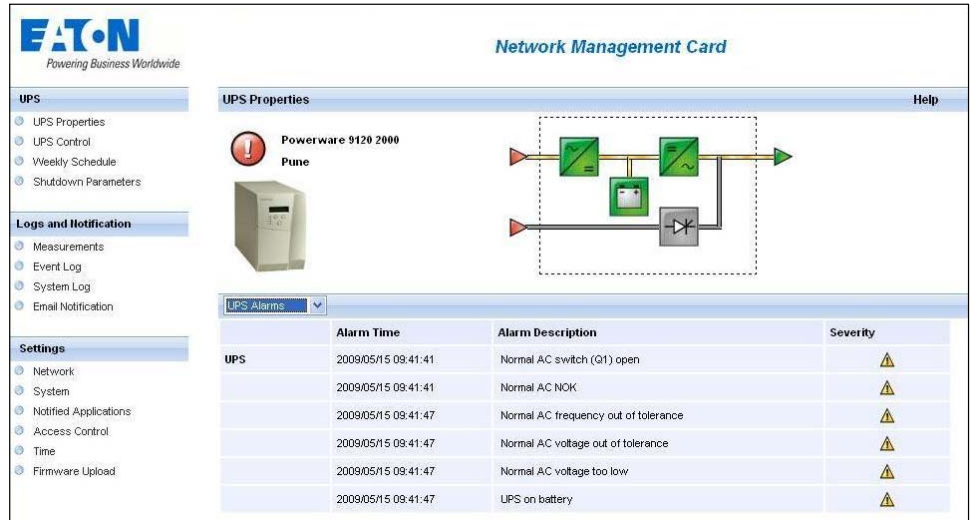 EATON
Powering Business Worldwide
Network Management Card
UPS
UPS Properties
UPS Control
Weekly Schedule
Shutdown Parameters
Logs and Notification
Measurements
Event Log
System Log
Email Notification
Settings
Network
System
Notified Applications
Access Control
Time
Firmware Upload
UPS Properties Help
Powerware 9120 2000
Pune
UPS Alarms
Alarm Time Alarm Description Severity
UPS 2009/05/15 09:41:41 Normal AC switch (Q1) open
2009/05/15 09:41:41 Normal AC NOK
2009/05/15 09:41:47 Normal AC frequency out of tolerance
2009/05/15 09:41:47 Normal AC voltage out of tolerance
2009/05/15 09:41:47 Normal AC voltage too low
2009/05/15 09:41:47 UPS on battery